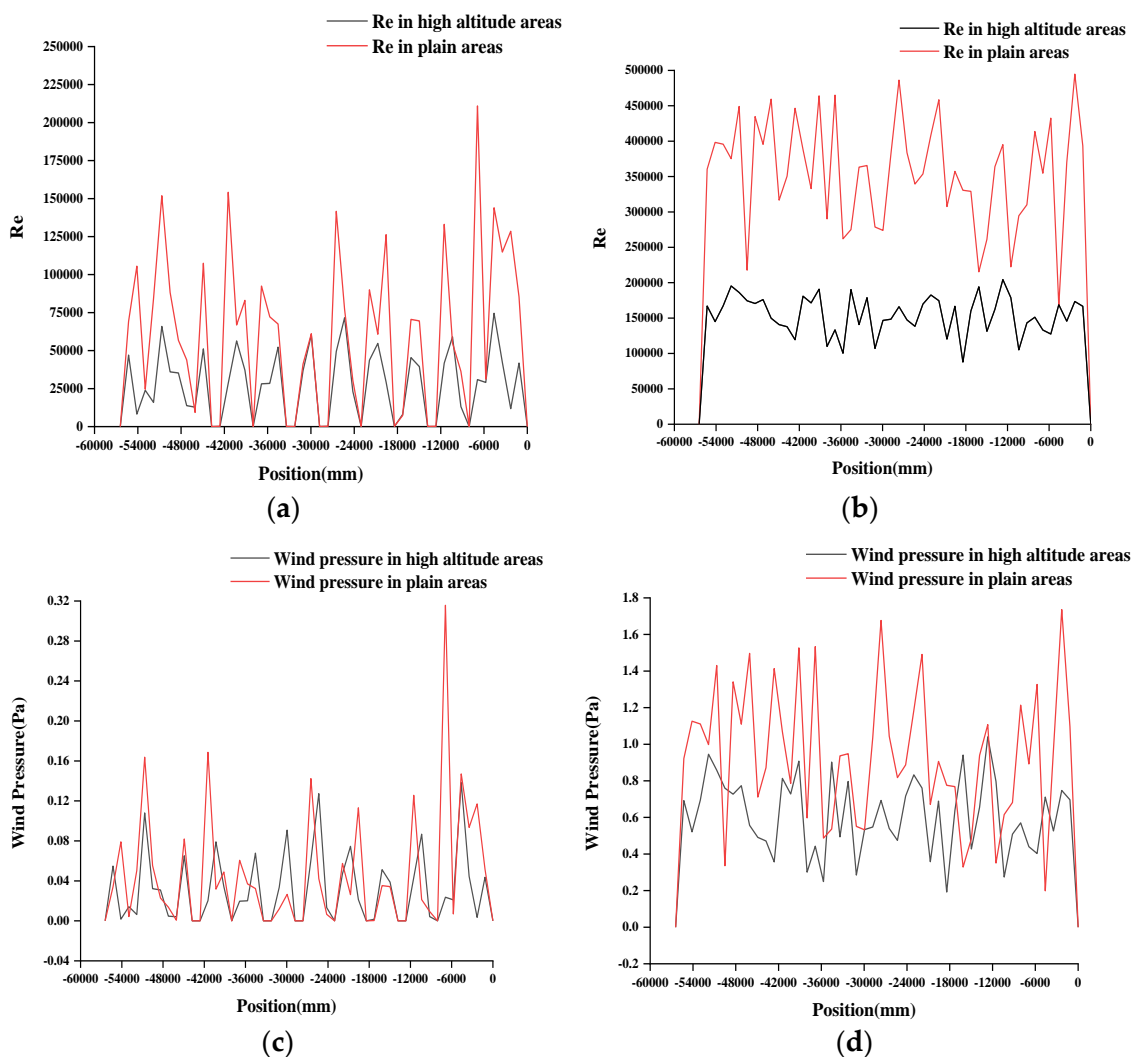 Re in high altitude areas
Re in plain areas
250000
225000
200000
175000
150000
125000
100000
75000
50000
25000
0
Re
-60000 -54000 -48000 -42000 -36000 -30000 -24000 -18000 -12000 -6000 0
Position(mm)
(a)
Re in high altitude areas
Re in plain areas
500000
450000
400000
350000
300000
250000
200000
150000
100000
50000
0
Re
-60000 -54000 -48000 -42000 -36000 -30000 -24000 -18000 -12000 -6000 0
Position(mm)
(b)
Wind pressure in high altitude areas
Wind pressure in plain areas
0.32
0.28
0.24
0.20
0.16
0.12
0.08
0.04
0.00
-0.04
Wind Pressure(Pa)
-60000 -54000 -48000 -42000 -36000 -30000 -24000 -18000 -12000 -6000 0
Position(mm)
(c)
Wind pressure in high altitude areas
Wind pressure in plain areas
1.8
1.6
1.4
1.2
1.0
0.8
0.6
0.4
0.2
0.0
-0.2
Wind Pressure(Pa)
-60000 -54000 -48000 -42000 -36000 -30000 -24000 -18000 -12000 -6000 0
Position(mm)
(d)